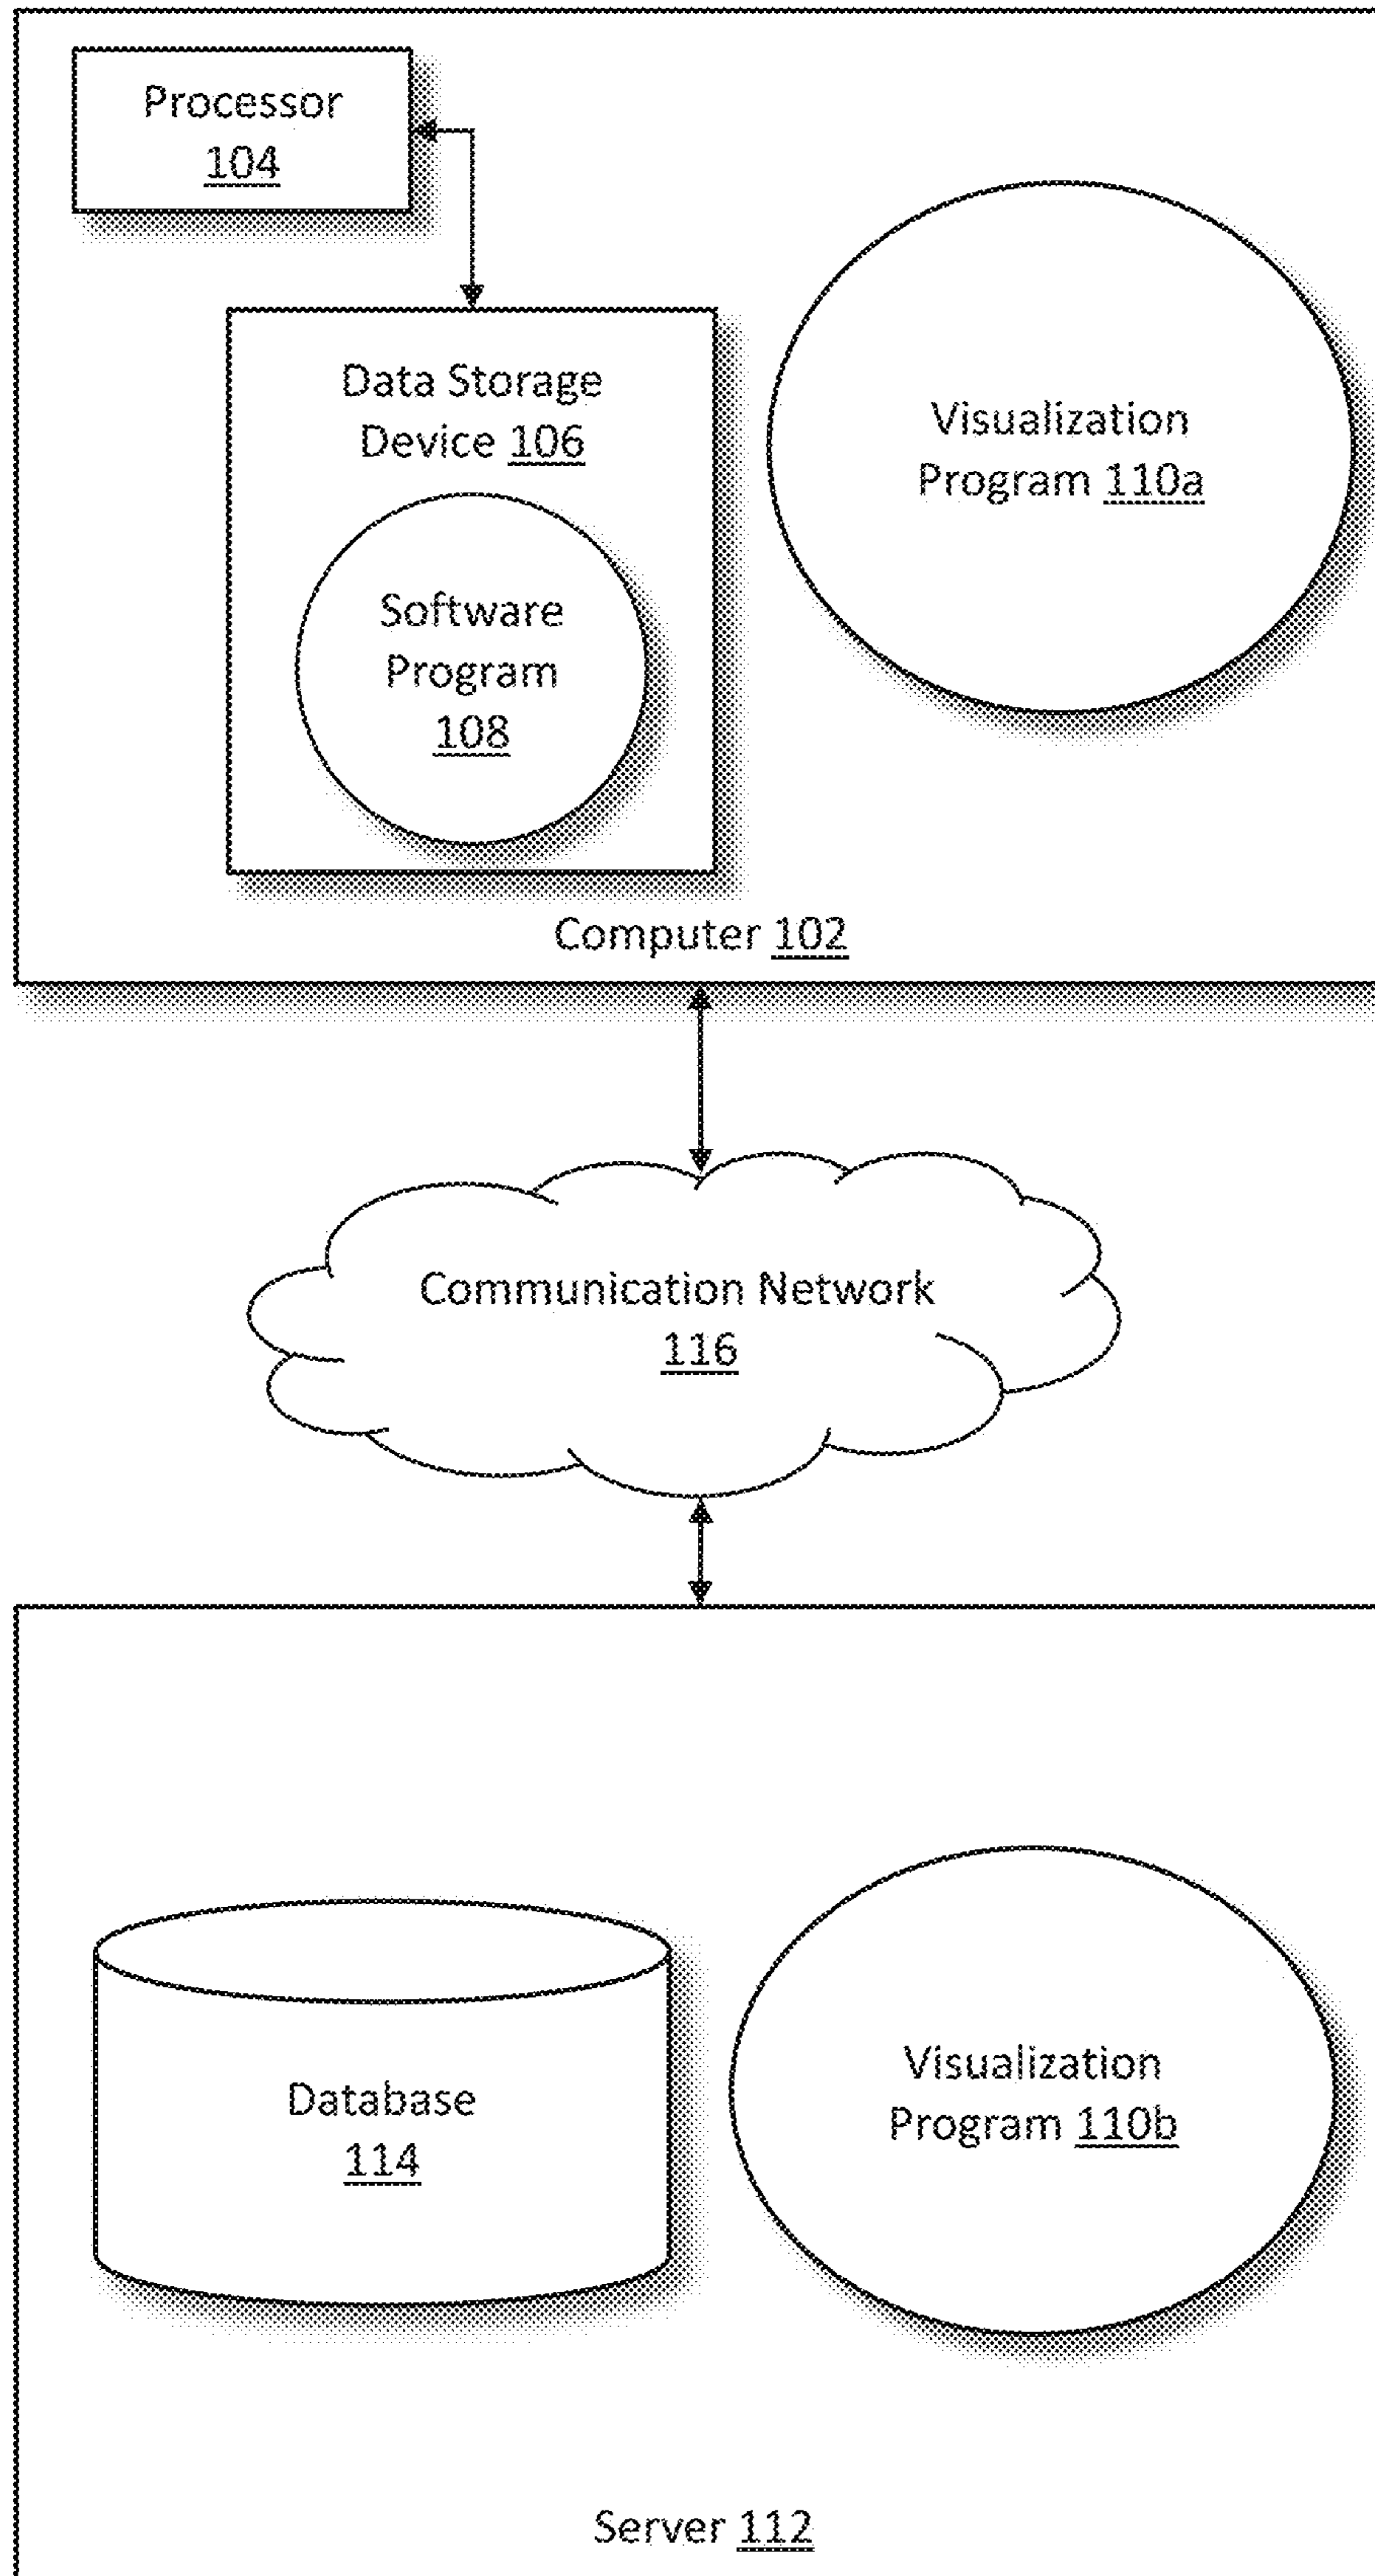 Processor
104
Data Storage
Device 106
Software
Program
108
Visualization
Program 110a
Computer 102
Communication Network
116
Database
114
Visualization
Program 110b
Server 112